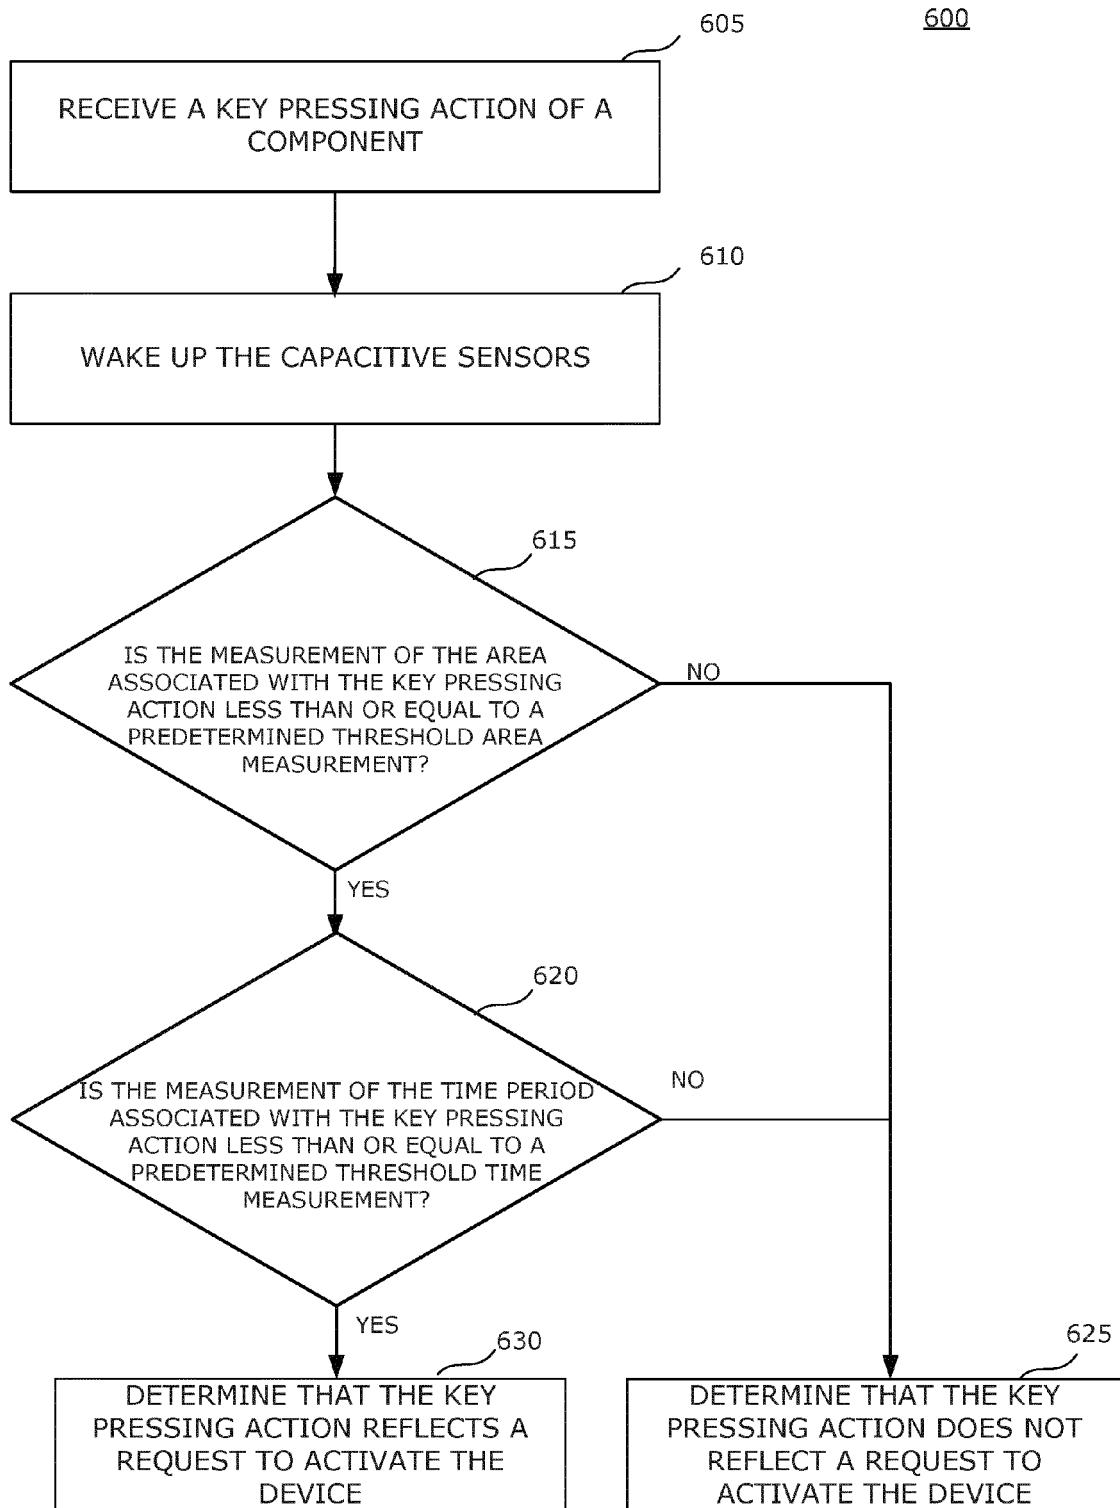 600
605
RECEIVE A KEY PRESSING ACTION OF A
COMPONENT
610
WAKE UP THE CAPACITIVE SENSORS
615
IS THE MEASUREMENT OF THE AREA
ASSOCIATED WITH THE KEY PRESSING
ACTION LESS THAN OR EQUAL TO A
PREDETERMINED THRESHOLD AREA
MEASUREMENT?
NO
YES
620
IS THE MEASUREMENT OF THE TIME PERIOD
ASSOCIATED WITH THE KEY PRESSING
ACTION LESS THAN OR EQUAL TO A
PREDETERMINED THRESHOLD TIME
MEASUREMENT?
NO
YES
630
DETERMINE THAT THE KEY
PRESSING ACTION REFLECTS A
REQUEST TO ACTIVATE THE
DEVICE
625
DETERMINE THAT THE KEY
PRESSING ACTION DOES NOT
REFLECT A REQUEST TO
ACTIVATE THE DEVICE